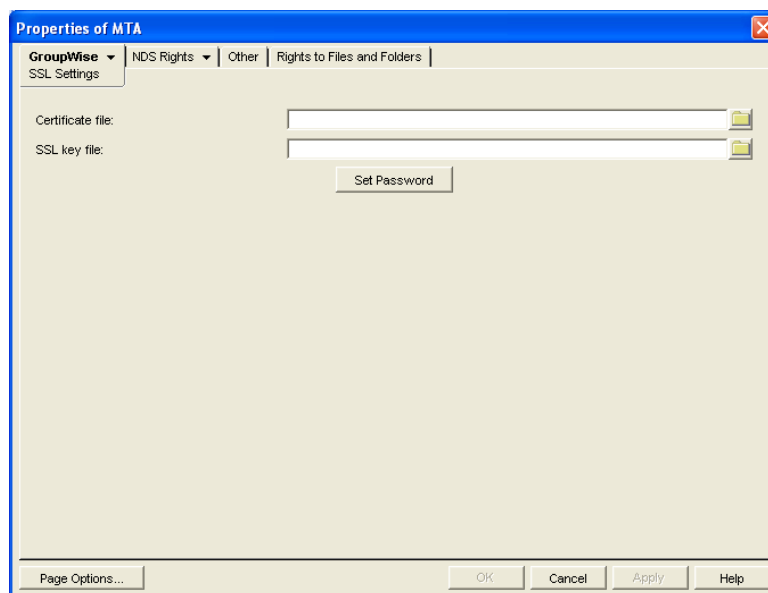 Properties of MTA
GroupWise NDS Rights Other Rights to Files and Folders
SSL Settings
Certificate file:
SSL key file:
Set Password
Page Options... OK Cancel Apply Help